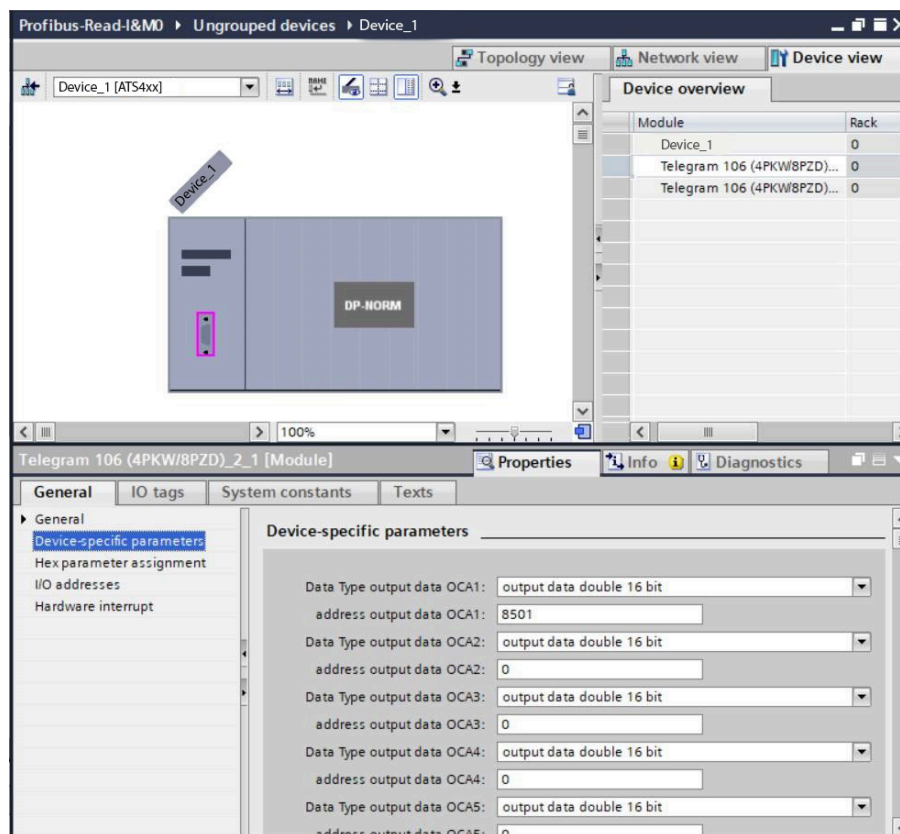 Profibus-Read-I&M0 ▸ Ungrouped devices ▸ Device_1
Topology view Network view Device view
Device_1 [ATS4xx]
Device overview
Module Rack
Device_1 0
Telegram 106 (4PKW/8PZD)... 0
Telegram 106 (4PKW/8PZD)... 0
Device_1
DP-NORM
100%
Telegram 106 (4PKW/8PZD)_2_1 [Module]
Properties Info Diagnostics
General IO tags System constants Texts
General
Device-specific parameters
Hex parameter assignment
I/O addresses
Hardware interrupt
Device-specific parameters
Data Type output data OCA1: output data double 16 bit
address output data OCA1: 8501
Data Type output data OCA2: output data double 16 bit
address output data OCA2: 0
Data Type output data OCA3: output data double 16 bit
address output data OCA3: 0
Data Type output data OCA4: output data double 16 bit
address output data OCA4: 0
Data Type output data OCA5: output data double 16 bit
address output data OCA5: 0